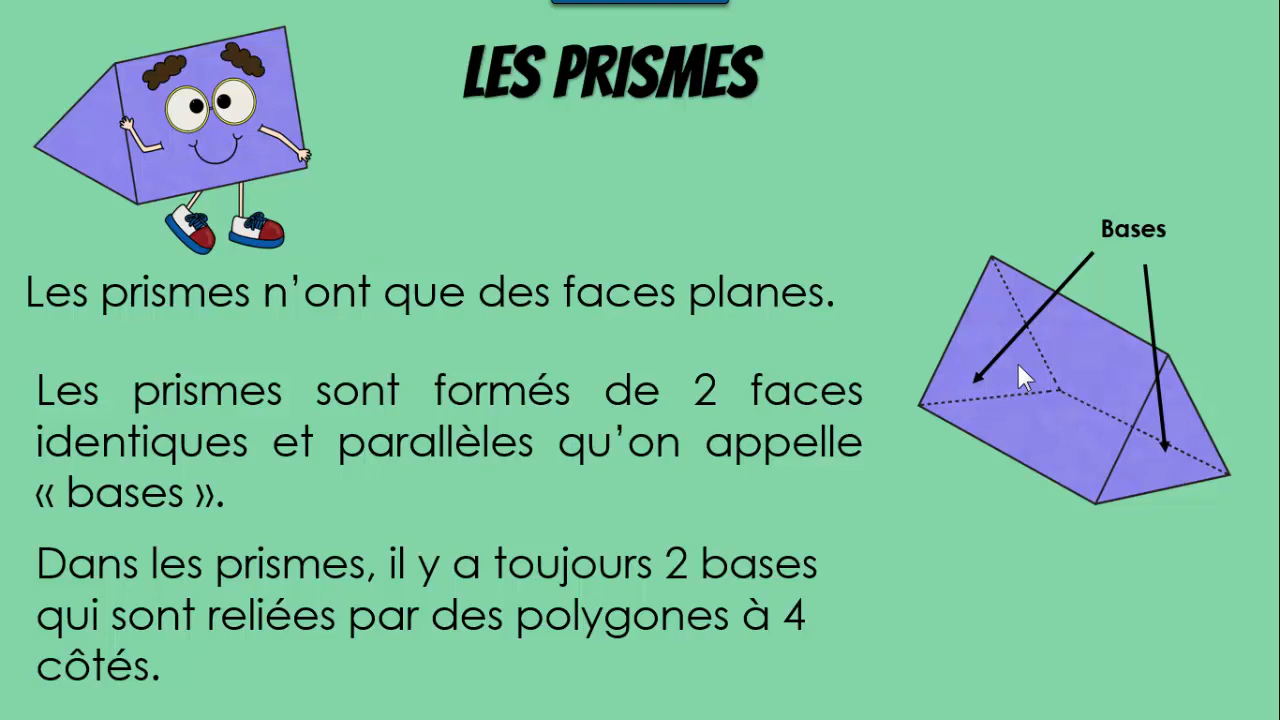 LES PRISMES
Bases
Les prismes n’ont que des faces planes.
Les prismes sont formés de 2 faces
identiques et parallèles qu’on appelle
« bases ».
Dans les prismes, il y a toujours 2 bases
qui sont reliées par des polygones à 4
côtés.